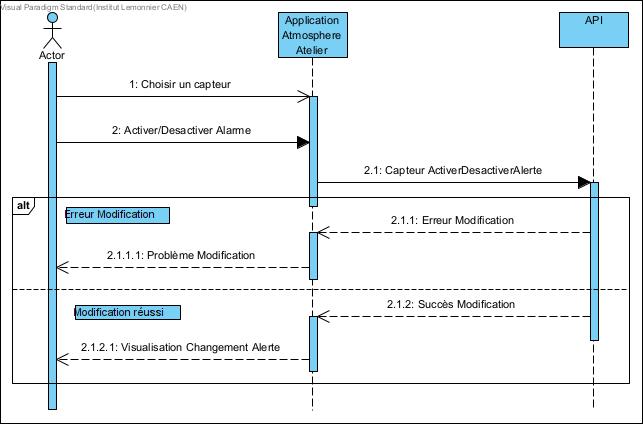 Visual Paradigm Standard(Institut Lemonnier CAEN)
Actor
Application
Atmosphere
Atelier
API
1: Choisir un capteur
2: Activer/Desactiver Alarme
2.1: Capteur ActiverDesactiverAlerte
alt
Erreur Modification
2.1.1: Erreur Modification
2.1.1.1: Problème Modification
Modification réussi
2.1.2: Succès Modification
2.1.2.1: Visualisation Changement Alerte